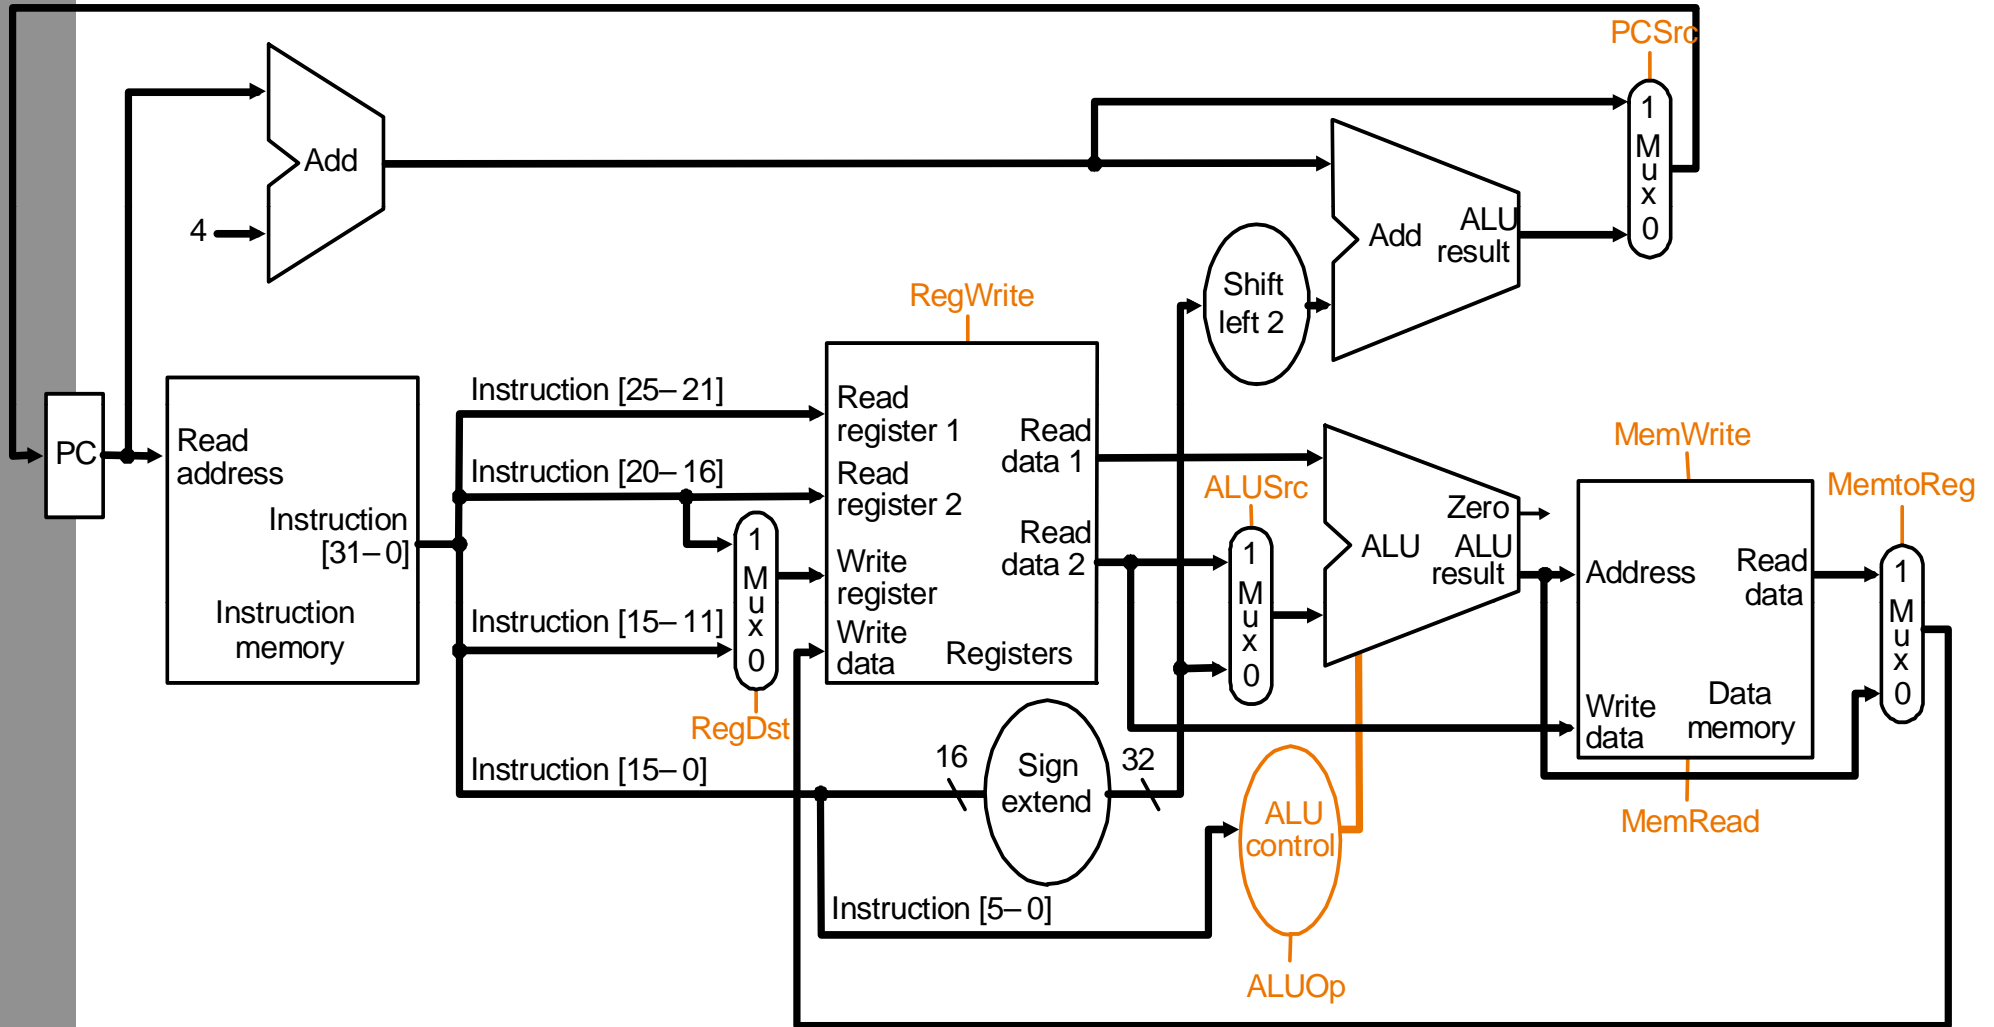 PCSrc
1
M
u
x
0
Add
4
Add
ALU
result
Shift
left 2
RegWrite
PC
Read
address
Instruction
[31– 0]
Instruction
memory
Instruction [25– 21]
Instruction [20– 16]
Instruction [15– 11]
Instruction [15– 0]
1
M
u
x
0
RegDst
Read
register 1
Read
register 2
Write
register
Write
data
Read
data 1
Read
data 2
Registers
ALUSrc
1
M
u
x
0
Zero
ALU
ALU
result
MemWrite
Address
Read
data
Write
data
Data
memory
MemRead
MemtoReg
1
M
u
x
0
16
Sign
extend
32
ALU
control
Instruction [5– 0]
ALUOp